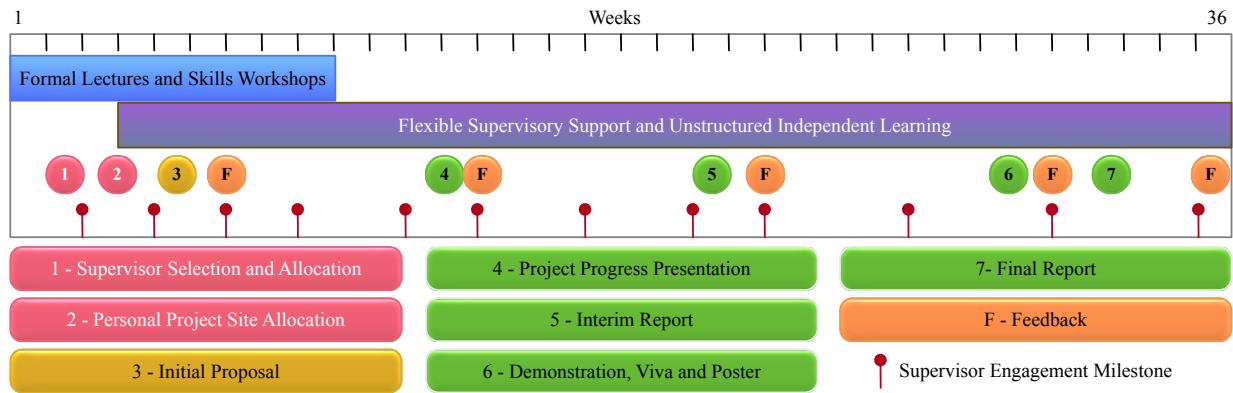 1 Weeks 36
Formal Lectures and Skills Workshops
Flexible Supervisory Support and Unstructured Independent Learning
1 2 3 F 4 F 5 F 6 F 7 F
1 - Supervisor Selection and Allocation
2 - Personal Project Site Allocation
3 - Initial Proposal
4 - Project Progress Presentation
5 - Interim Report
6 - Demonstration, Viva and Poster
7- Final Report
F - Feedback
Supervisor Engagement Milestone